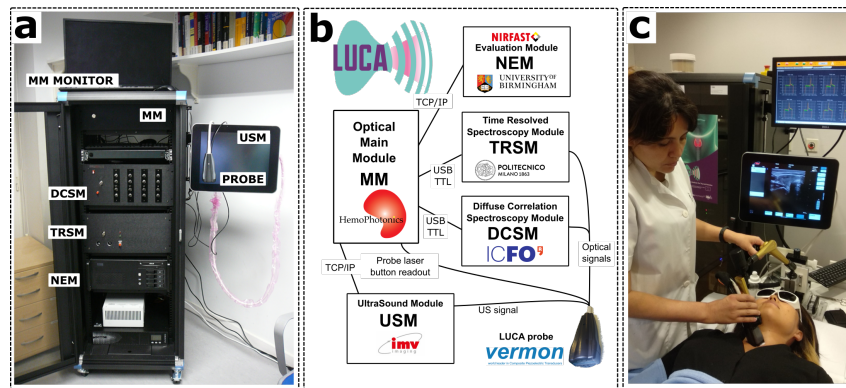 a
MM MONITOR
MM
USM
PROBE
DCSM
TRSM
NEM
b
LUCA
NIRFAST
Evaluation Module
NEM
UNIVERSITY OF
BIRMINGHAM
TCP/IP
Optical
Main
Module
MM
HemoPhotonics
Time Resolved
Spectroscopy Module
TRSM
POLITECNICO
MILANO 1863
USB
TTL
Diffuse Correlation
Spectroscopy Module
DCSM
ICFO
USB
TTL
Optical
signals
TCP/IP
Probe laser
button readout
UltraSound Module
USM
imv
imaging
US signal
LUCA probe
vermon
c